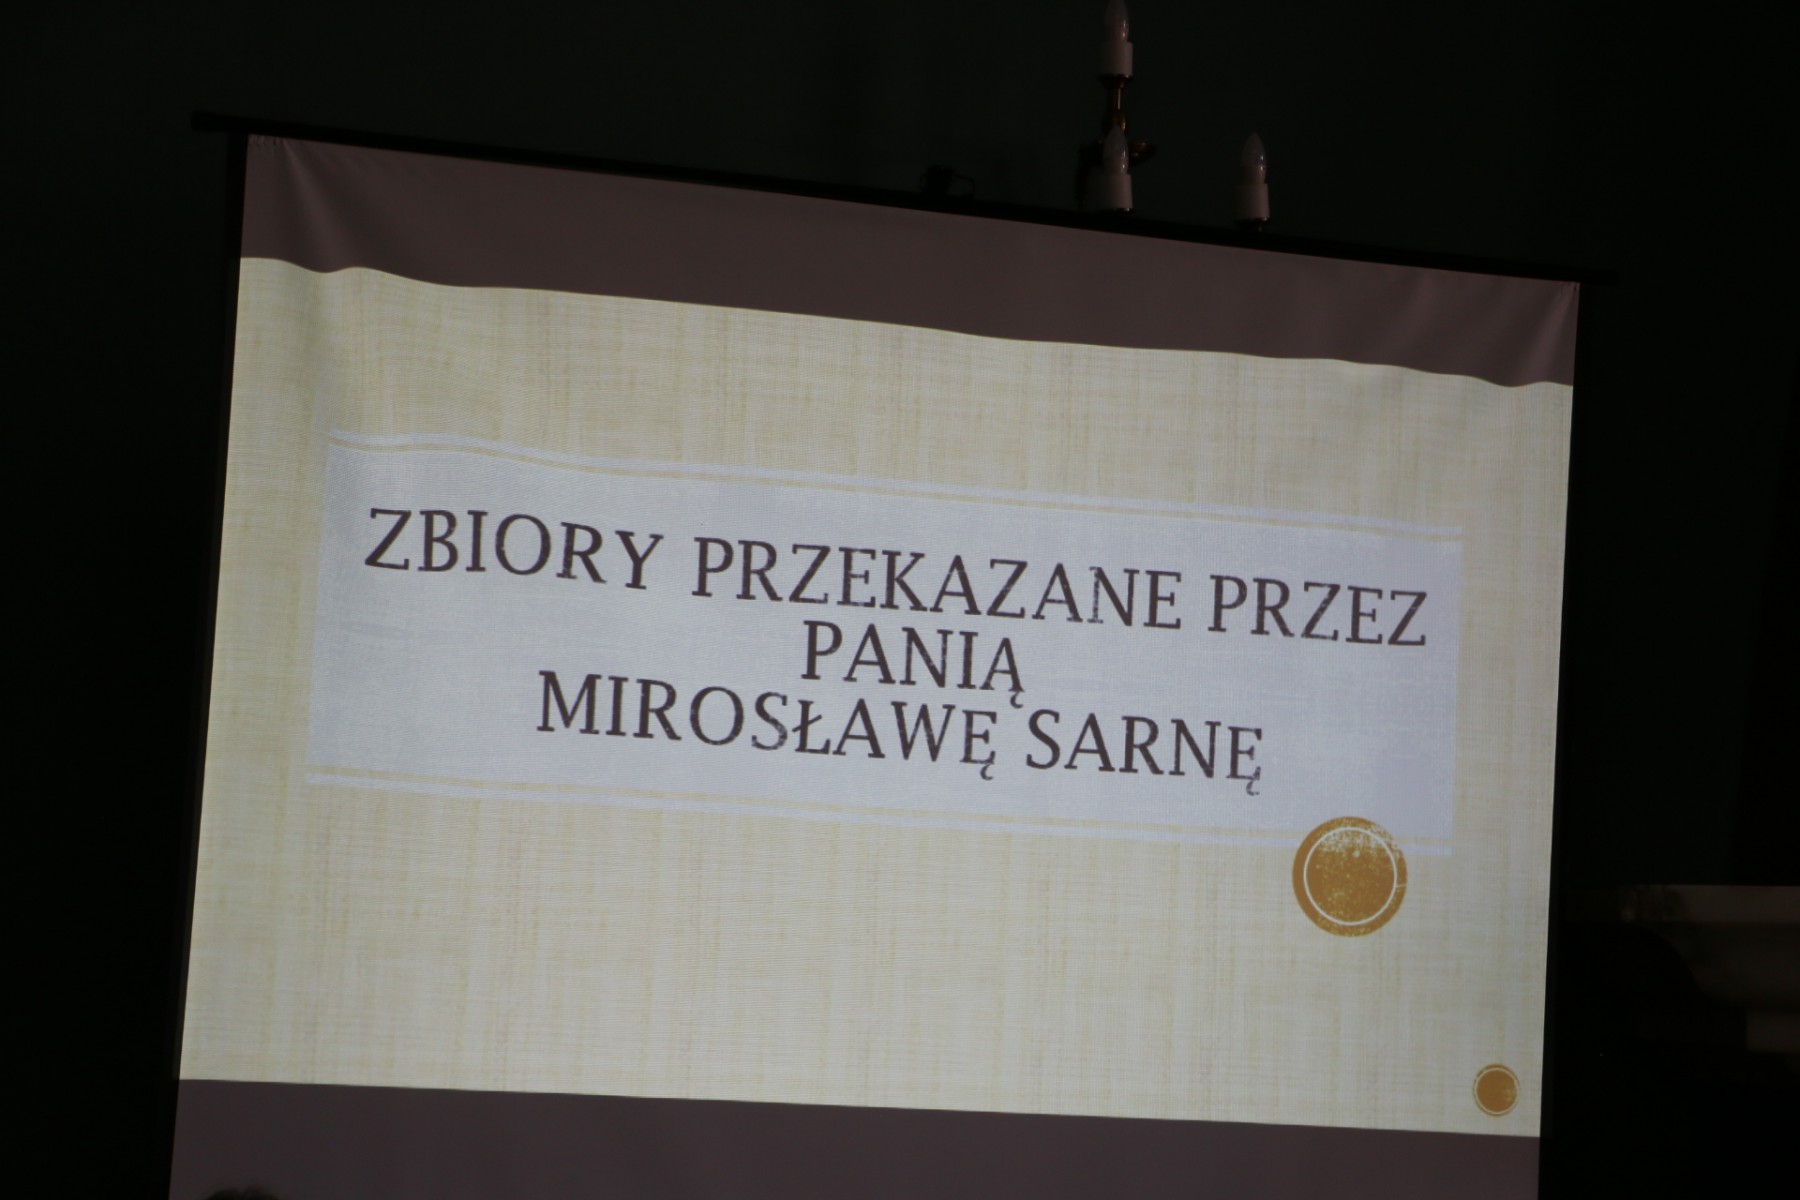 ZBIORY PRZEKAZANE PRZEZ
PANIĄ
MIROSŁAWĘ SARNĘ